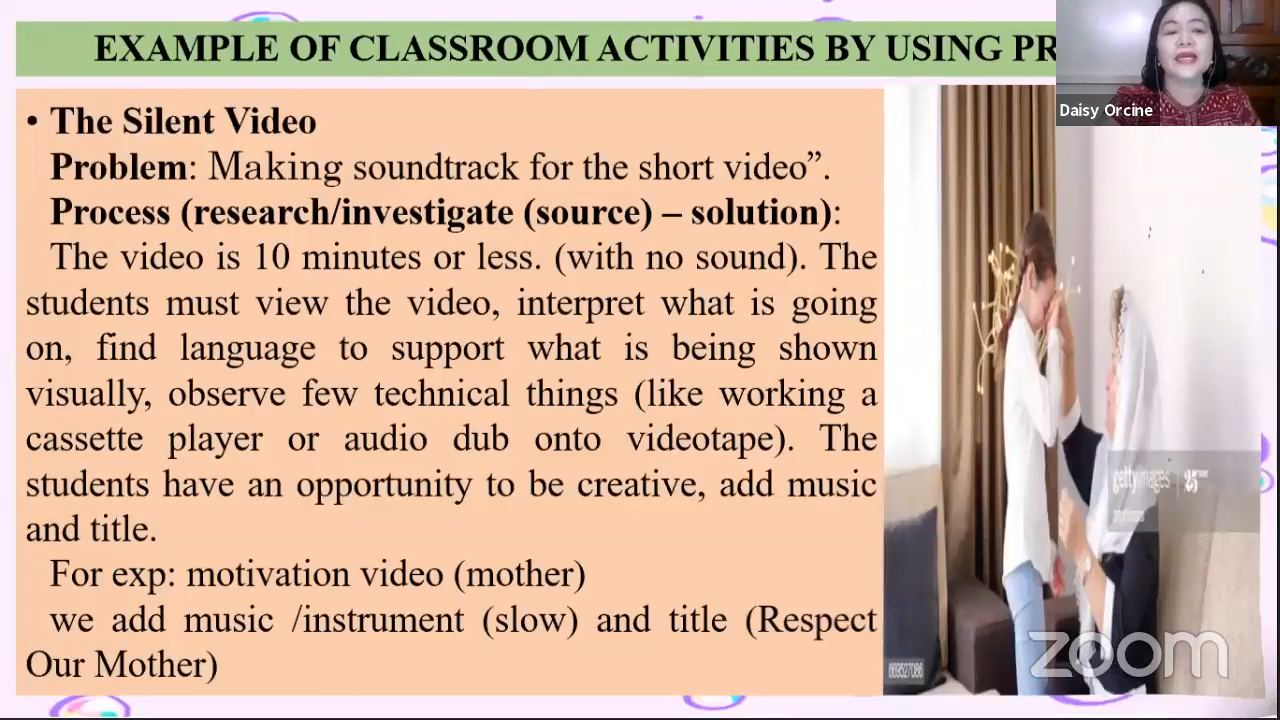 EXAMPLE OF CLASSROOM ACTIVITIES BY USING PR
Daisy Orcine
• The Silent Video
Problem: Making soundtrack for the short video”.
Process (research/investigate (source) – solution):
The video is 10 minutes or less. (with no sound). The
students must view the video, interpret what is going
on, find language to support what is being shown
visually, observe few technical things (like working a
cassette player or audio dub onto videotape). The
students have an opportunity to be creative, add music
and title.
For exp: motivation video (mother)
we add music /instrument (slow) and title (Respect
Our Mother)
gettyimages
zoom